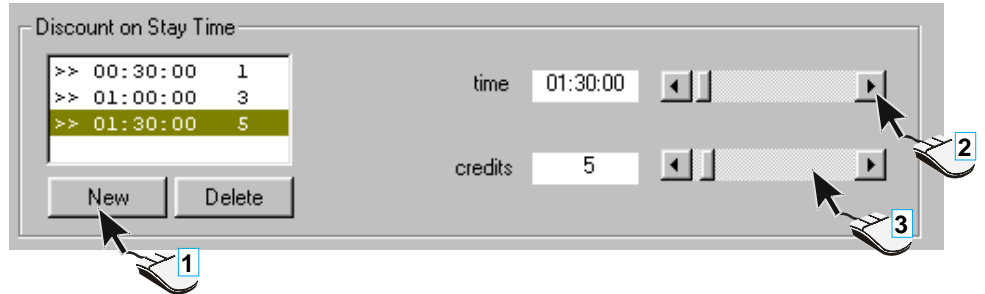 Discount on Stay Time
>> 00:30:00 1
>> 01:00:00 3
>> 01:30:00 5
time 01:30:00
credits 5
New Delete
1
2
3